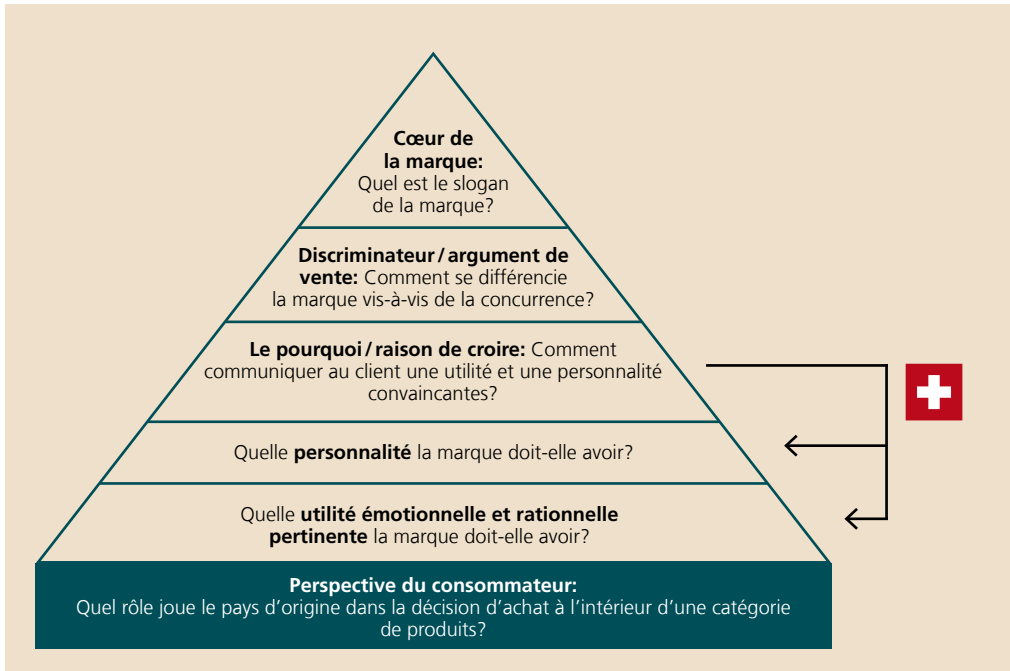 Cœur de
la marque:
Quel est le slogan
de la marque?
Discriminateur / argument de
vente: Comment se différencie
la marque vis-à-vis de la concurrence?
Le pourquoi / raison de croire: Comment
communiquer au client une utilité et une personnalité
convaincantes?
Quelle personnalité la marque doit-elle avoir?
Quelle utilité émotionnelle et rationnelle
pertinente la marque doit-elle avoir?
Perspective du consommateur:
Quel rôle joue le pays d’origine dans la décision d’achat à l’intérieur d’une catégorie
de produits?